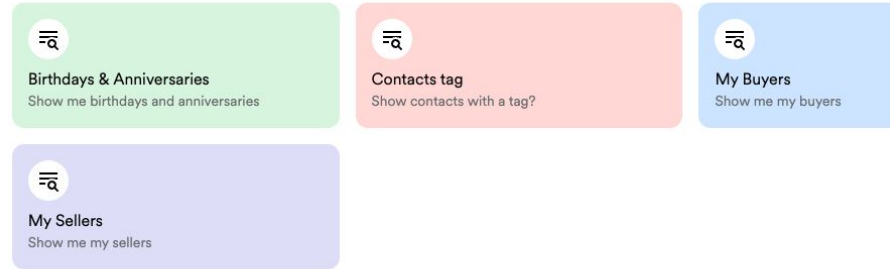 Birthdays & Anniversaries
Show me birthdays and anniversaries
Contacts tag
Show contacts with a tag?
My Buyers
Show me my buyers
My Sellers
Show me my sellers